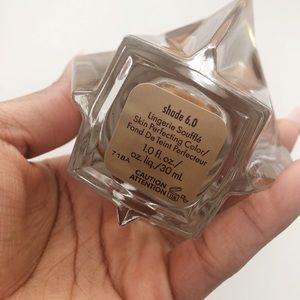 shade 6.0
Lingerie Soufflé
Skin Perfecting Color/
Fond De Teint Perfecteur
1.0 fl. oz./
oz. liq/30 mL
718A
CAUTION
ATTENTION